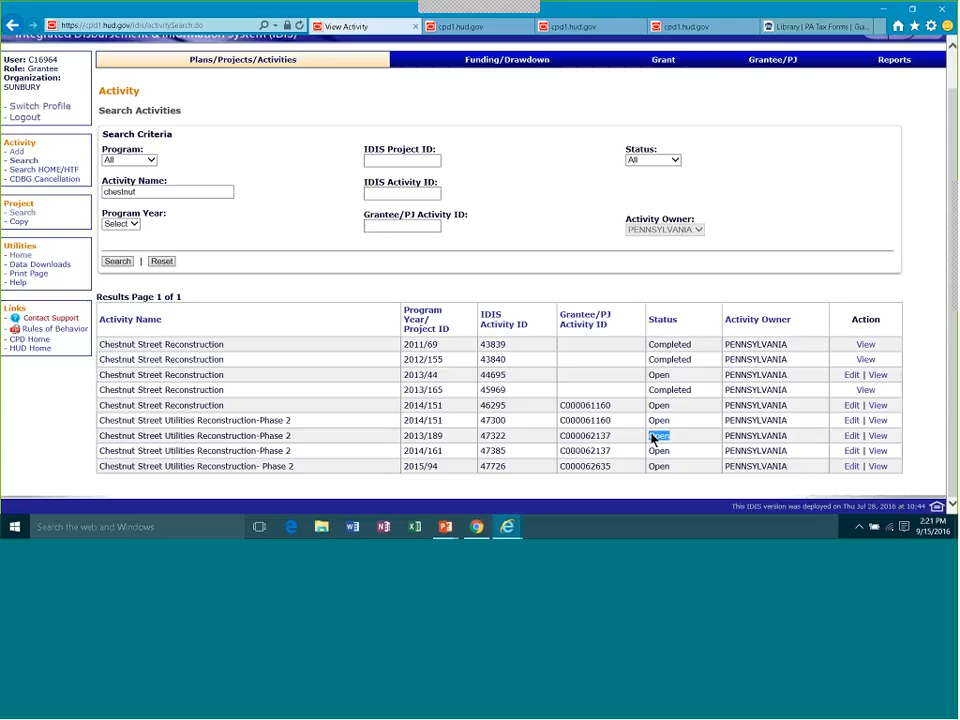 https://cpd1.hud.gov/idis/activitySearch.do
View Activity
cpd1.hud.gov
cpd1.hud.gov
cpd1.hud.gov
Library | PA Tax Forms | Gu...
Integrated Disbursement & Information System (IDIS)
User: C16964
Role: Grantee
Organization:
SUNBURY
- Switch Profile
- Logout
Activity
- Add
- Search
- Search HOME/HTF
- CDBG Cancellation
Project
- Search
- Copy
Utilities
- Home
- Data Downloads
- Print Page
- Help
Links
- Contact Support
- Rules of Behavior
- CPD Home
- HUD Home
Plans/Projects/Activities Funding/Drawdown Grant Grantee/PJ Reports
Activity
Search Activities
Search Criteria
Program: IDIS Project ID: Status:
All All
Activity Name: IDIS Activity ID:
chestnut
Program Year: Grantee/PJ Activity ID: Activity Owner:
Select PENNSYLVANIA
Search | Reset
Results Page 1 of 1
Activity Name Program Year/ Project ID IDIS Activity ID Grantee/PJ Activity ID Status Activity Owner Action
Chestnut Street Reconstruction 2011/69 43839 Completed PENNSYLVANIA View
Chestnut Street Reconstruction 2012/155 43840 Completed PENNSYLVANIA View
Chestnut Street Reconstruction 2013/44 44695 Open PENNSYLVANIA Edit | View
Chestnut Street Reconstruction 2013/165 45969 Completed PENNSYLVANIA View
Chestnut Street Reconstruction 2014/151 46295 C000061160 Open PENNSYLVANIA Edit | View
Chestnut Street Utilities Reconstruction-Phase 2 2014/151 47300 C000061160 Open PENNSYLVANIA Edit | View
Chestnut Street Utilities Reconstruction-Phase 2 2013/189 47322 C000062137 Open PENNSYLVANIA Edit | View
Chestnut Street Utilities Reconstruction-Phase 2 2014/161 47385 C000062137 Open PENNSYLVANIA Edit | View
Chestnut Street Utilities Reconstruction- Phase 2 2015/94 47726 C000062635 Open PENNSYLVANIA Edit | View
This IDIS version was deployed on Thu Jul 28, 2016 at 10:44
Search the web and Windows
2:21 PM
9/15/2016